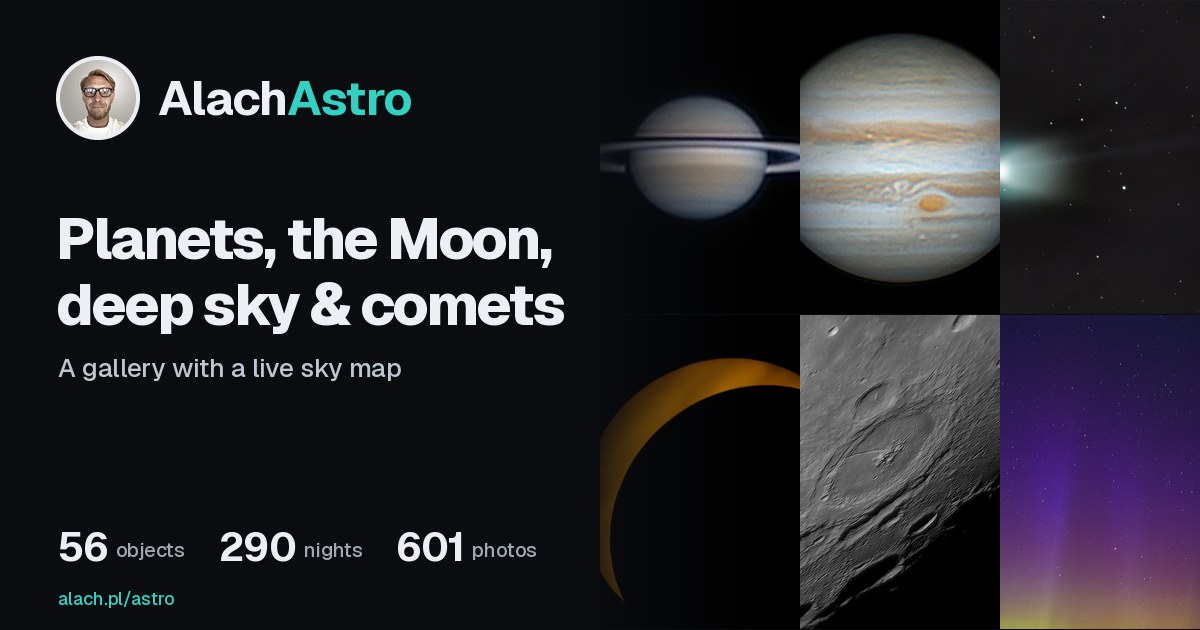 AlachAstro
Planets, the Moon,
deep sky & comets
A gallery with a live sky map
56 objects 290 nights 601 photos
alach.pl/astro